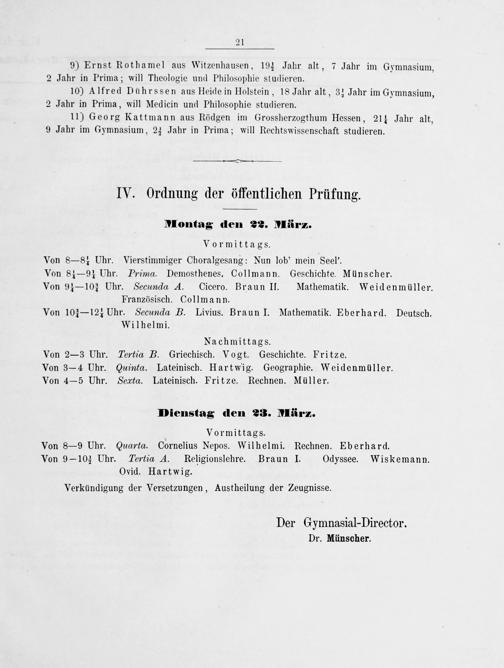 21
9) Ernst Rothamel aus Witzenhausen, 19½ Jahr alt, 7 Jahr im Gymnasium,
2 Jahr in Prima; will Theologie und Philosophie studieren.
10) Alfred Dührssen aus Heide in Holstein, 18 Jahr alt, 3½ Jahr im Gymnasium,
2 Jahr in Prima, will Medicin und Philosophie studieren.
11) Georg Kattmann aus Rödgen im Grossherzogthum Hessen, 21¼ Jahr alt,
9 Jahr im Gymnasium, 2½ Jahr in Prima; will Rechtswissenschaft studieren.
IV. Ordnung der öffentlichen Prüfung.
Montag den 22. März.
Vormittags.
Von 8—8¼ Uhr. Vierstimmiger Choralgesang: Nun lob' mein Seel'.
Von 8¼—9¼ Uhr. Prima. Demosthenes. Collmann. Geschichte. Münscher.
Von 9¼—10¾ Uhr. Secunda A. Cicero. Braun II. Mathematik. Weidenmüller.
Französisch. Collmann.
Von 10¾—12¼ Uhr. Secunda B. Livius. Braun I. Mathematik. Eberhard. Deutsch.
Wilhelmi.
Nachmittags.
Von 2—3 Uhr. Tertia B. Griechisch. Vogt. Geschichte. Fritze.
Von 3—4 Uhr. Quinta. Lateinisch. Hartwig. Geographie. Weidenmüller.
Von 4—5 Uhr. Sexta. Lateinisch. Fritze. Rechnen. Müller.
Dienstag den 23. März.
Vormittags.
Von 8—9 Uhr. Quarta. Cornelius Nepos. Wilhelmi. Rechnen. Eberhard.
Von 9—10½ Uhr. Tertia A. Religionslehre. Braun I. Odyssee. Wiskemann.
Ovid. Hartwig.
Verkündigung der Versetzungen, Austheilung der Zeugnisse.
Der Gymnasial-Director.
Dr. Münscher.